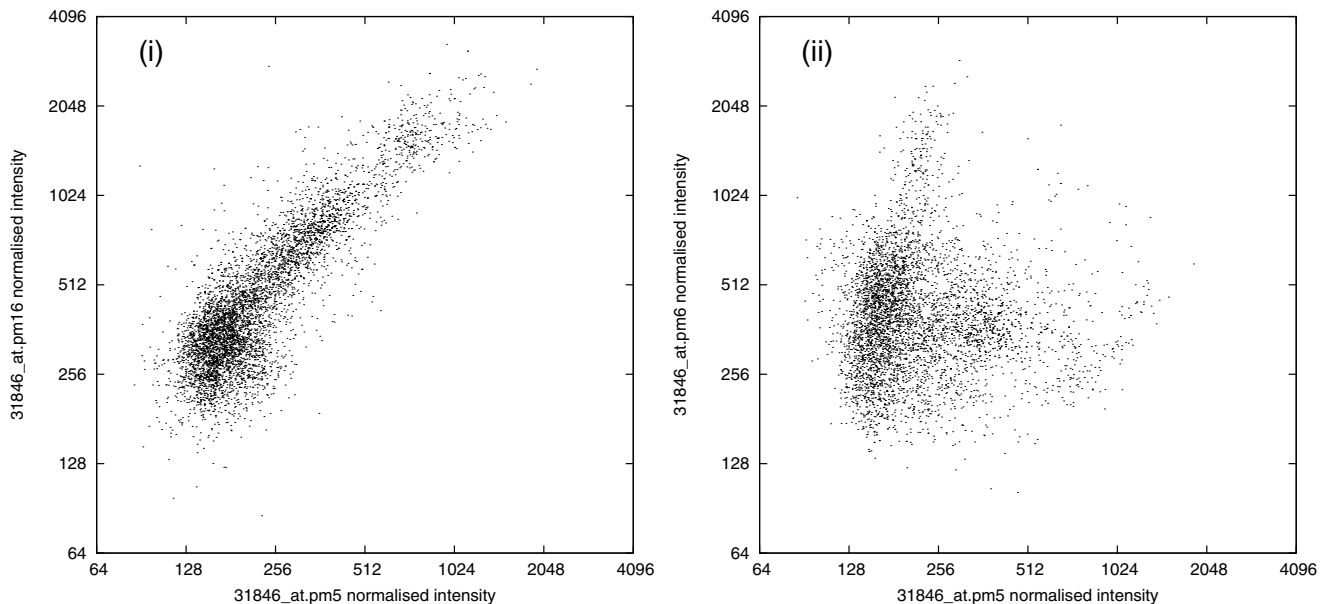 (i)
4096
2048
1024
512
256
128
64
31846_at.pm16 normalised intensity
64 128 256 512 1024 2048 4096
31846_at.pm5 normalised intensity
(ii)
4096
2048
1024
512
256
128
64
31846_at.pm6 normalised intensity
64 128 256 512 1024 2048 4096
31846_at.pm5 normalised intensity